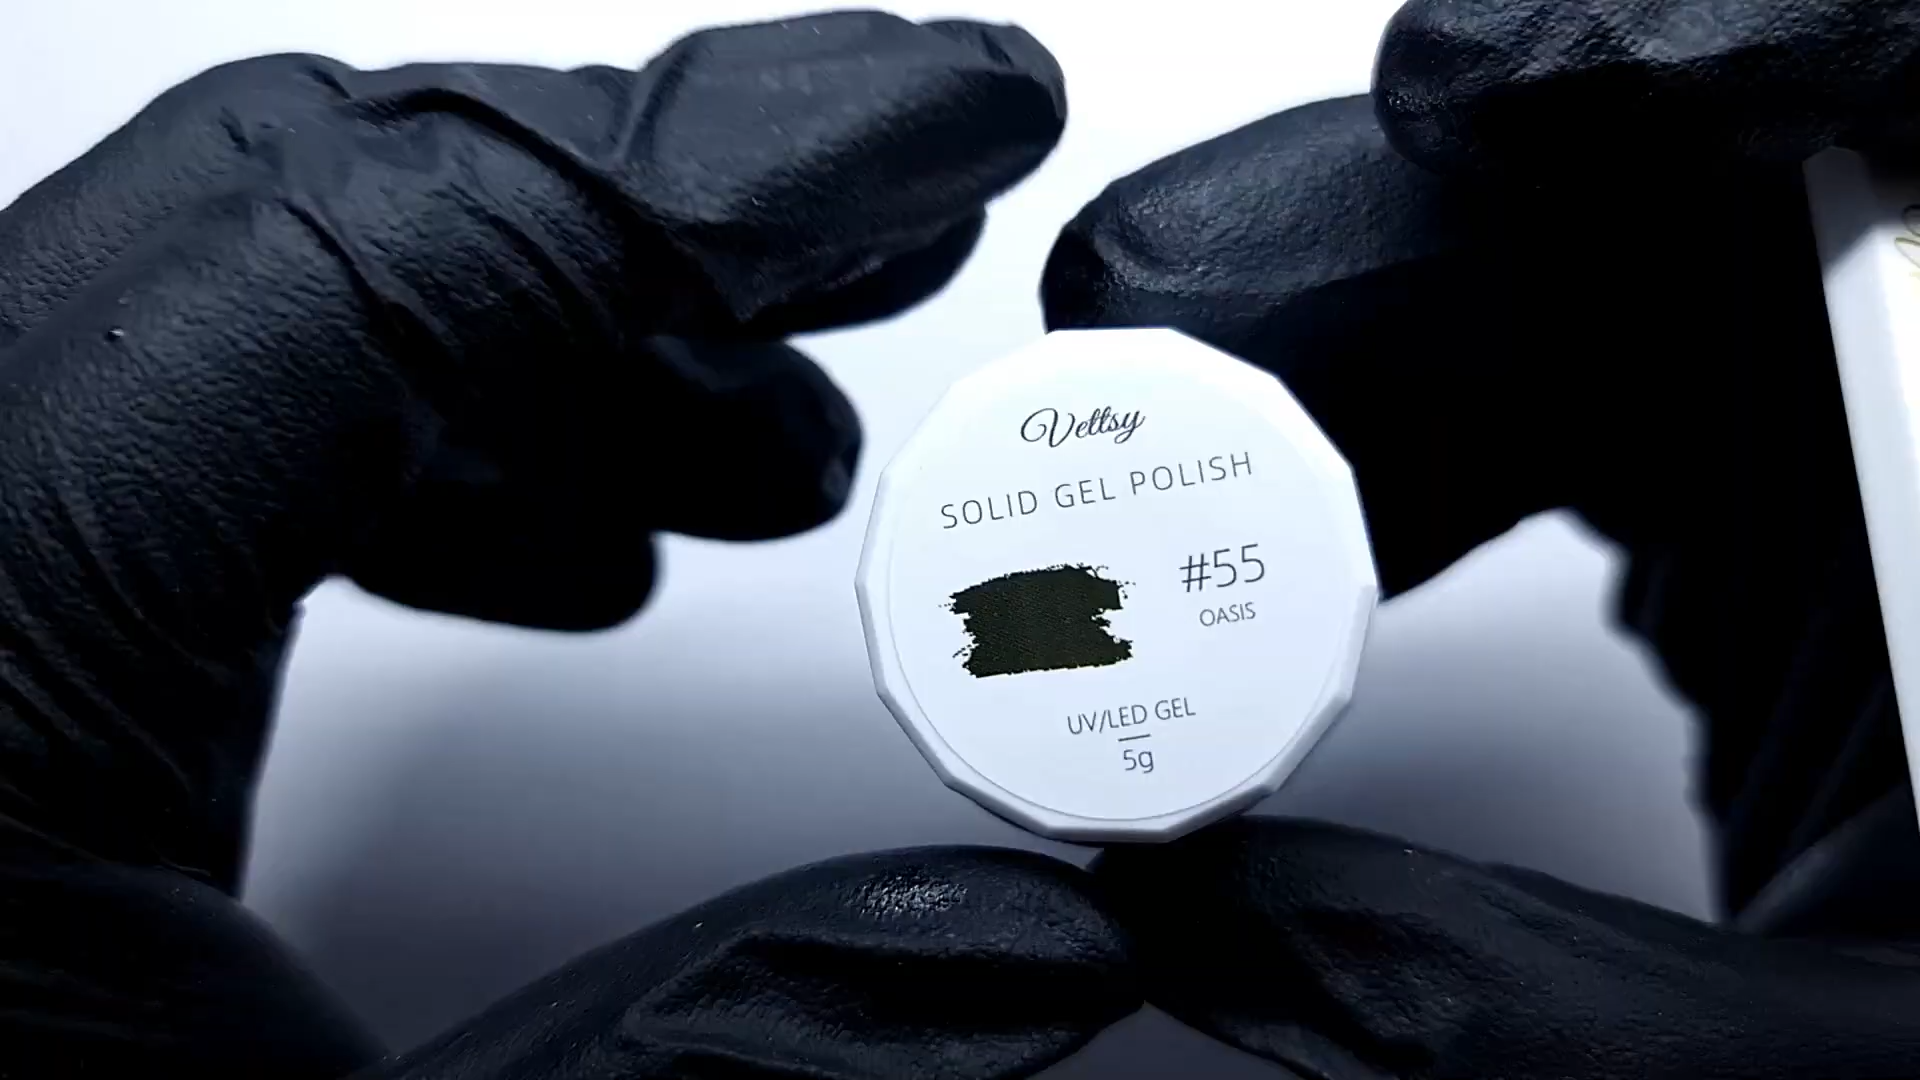 Vettsy
SOLID GEL POLISH
#55
OASIS
UV/LED GEL
5g